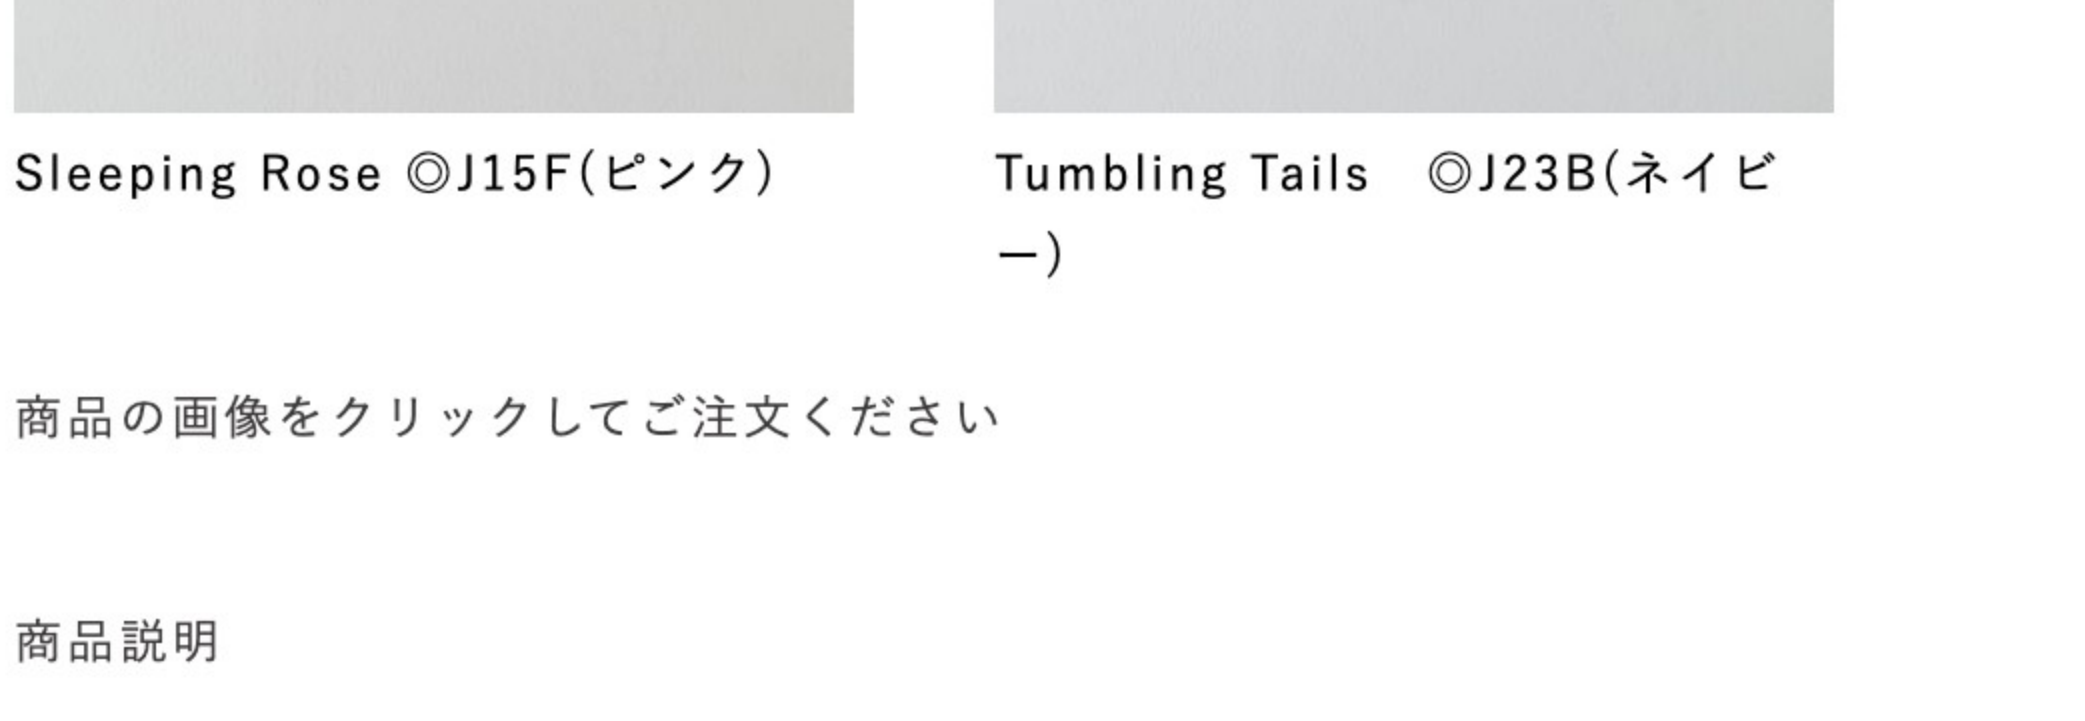 Sleeping Rose ◎J15F(ピンク)
Tumbling Tails　◎J23B(ネイビ
ー)
商品の画像をクリックしてご注文ください
商品説明